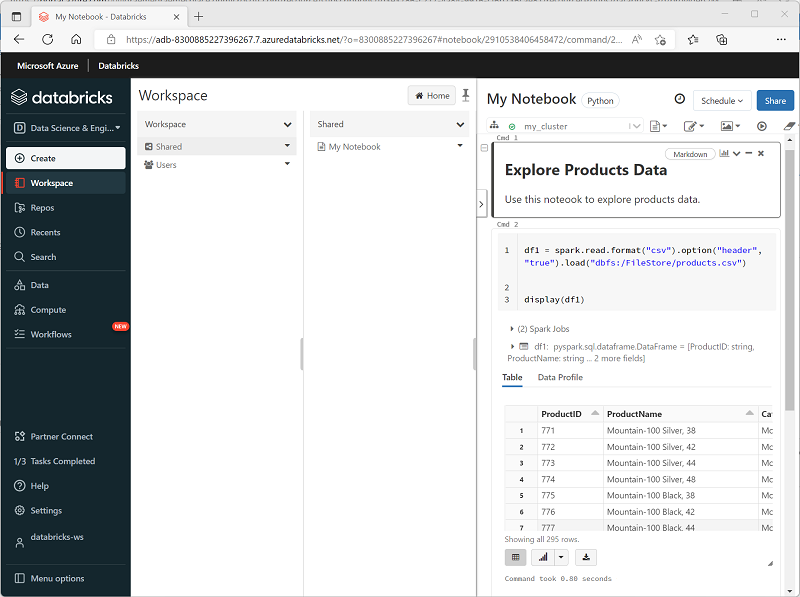 My Notebook - Databricks
https://adb-8300885227396267.7.azuredatabricks.net/?o=8300885227396267#notebook/2910538406458472/command/2...
Microsoft Azure
Databricks
databricks
Data Science & Engi...
Create
Workspace
Repos
Recents
Search
Data
Compute
Workflows
NEW
Partner Connect
1/3 Tasks Completed
Help
Settings
databricks-ws
Menu options
Workspace
Home
Workspace
Shared
Users
Shared
My Notebook
My Notebook
Python
Schedule
Share
my_cluster
Cmd 1
Markdown
Explore Products Data
Use this noteook to explore products data.
Cmd 2
1 df1 = spark.read.format("csv").option("header",
"true").load("dbfs:/FileStore/products.csv")
2
3 display(df1)
(2) Spark Jobs
df1: pyspark.sql.dataframe.DataFrame = [ProductID: string,
ProductName: string ... 2 more fields]
Table Data Profile
ProductID ProductName Cat
1 771 Mountain-100 Silver, 38 Mo
2 772 Mountain-100 Silver, 42 Mo
3 773 Mountain-100 Silver, 44 Mo
4 774 Mountain-100 Silver, 48 Mo
5 775 Mountain-100 Black, 38 Mo
6 776 Mountain-100 Black, 42 Mo
7 777 Mountain-100 Black, 44 Mo
Showing all 295 rows.
Command took 0.80 seconds